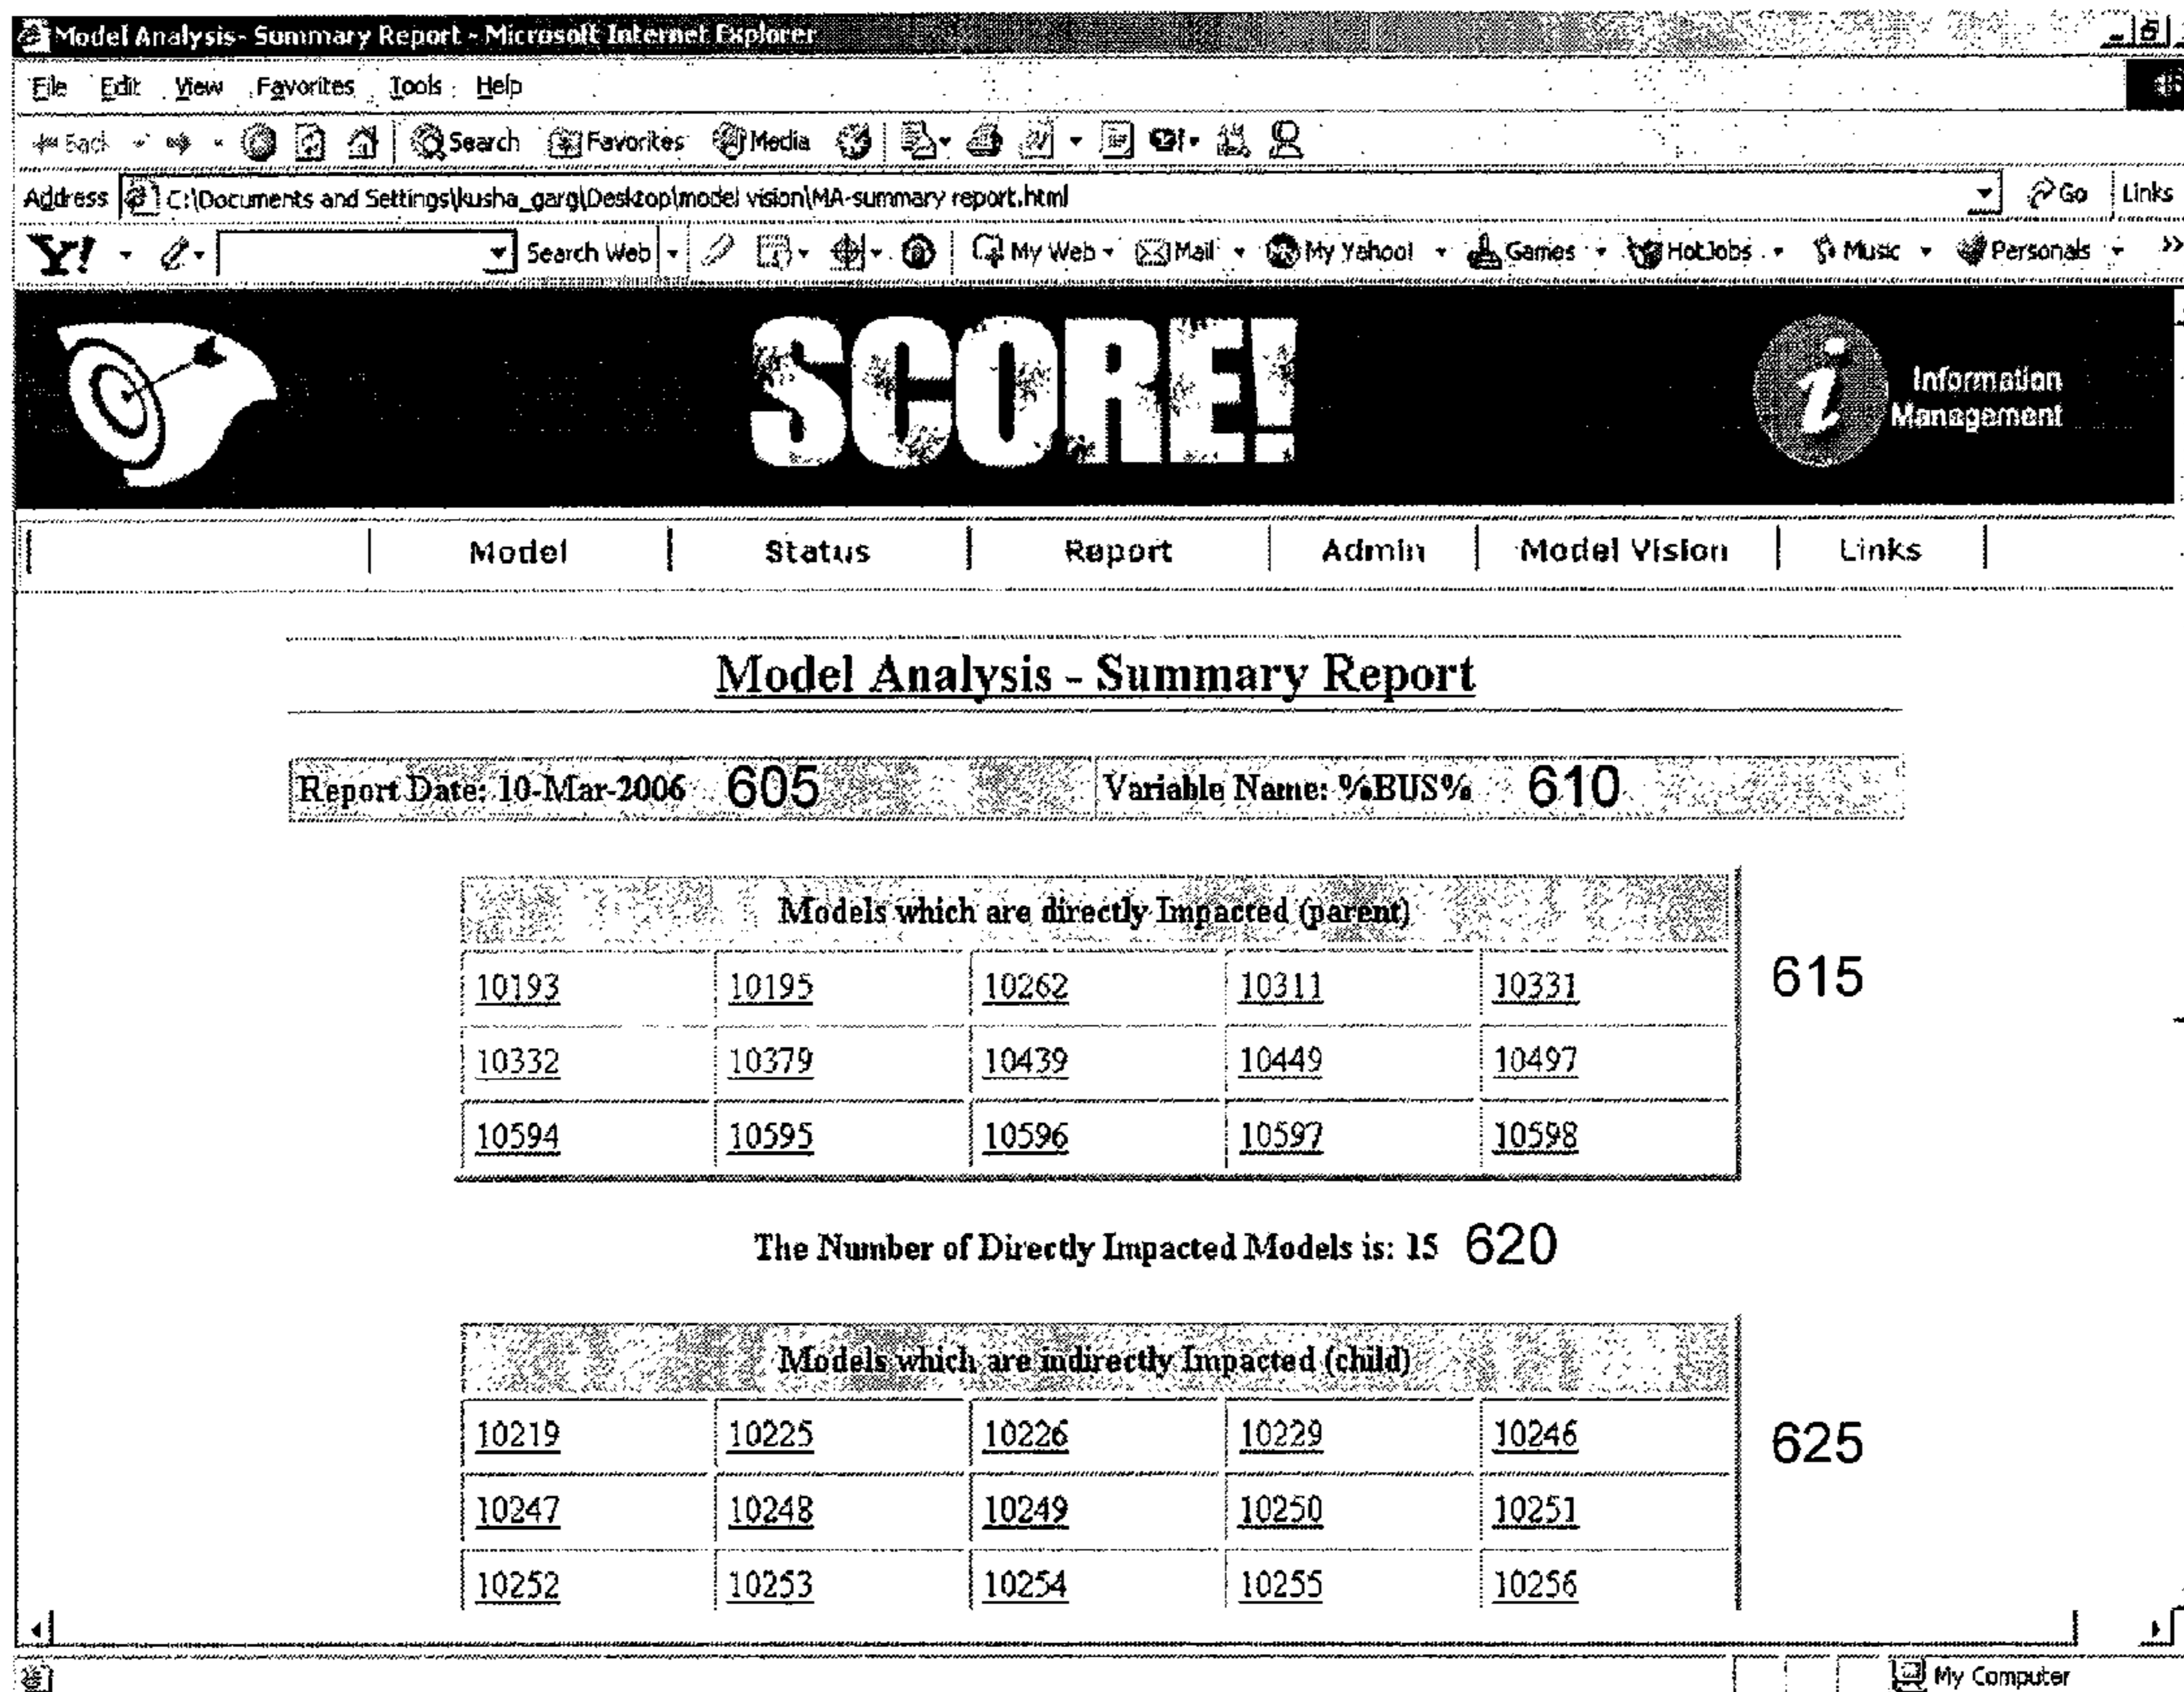 Model Analysis- Summary Report - Microsoft Internet Explorer
File Edit View Favorites Tools Help
Back Search Favorites Media
Address C:\Documents and Settings\kusha_garg\Desktop\model vision\MA-summary report.html Go Links
Y! Search Web My Web Mail My Yahoo! Games HotJobs Music Personals >>
SCORE!
i Information
Management
Model Status Report Admin Model Vision Links
Model Analysis - Summary Report
Report Date: 10-Mar-2006 605 Variable Name: %BUS% 610
Models which are directly Impacted (parent)
10193 10195 10262 10311 10331 615
10332 10379 10439 10449 10497
10594 10595 10596 10597 10598
The Number of Directly Impacted Models is: 15 620
Models which are indirectly Impacted (child)
10219 10225 10226 10229 10246 625
10247 10248 10249 10250 10251
10252 10253 10254 10255 10256
My Computer